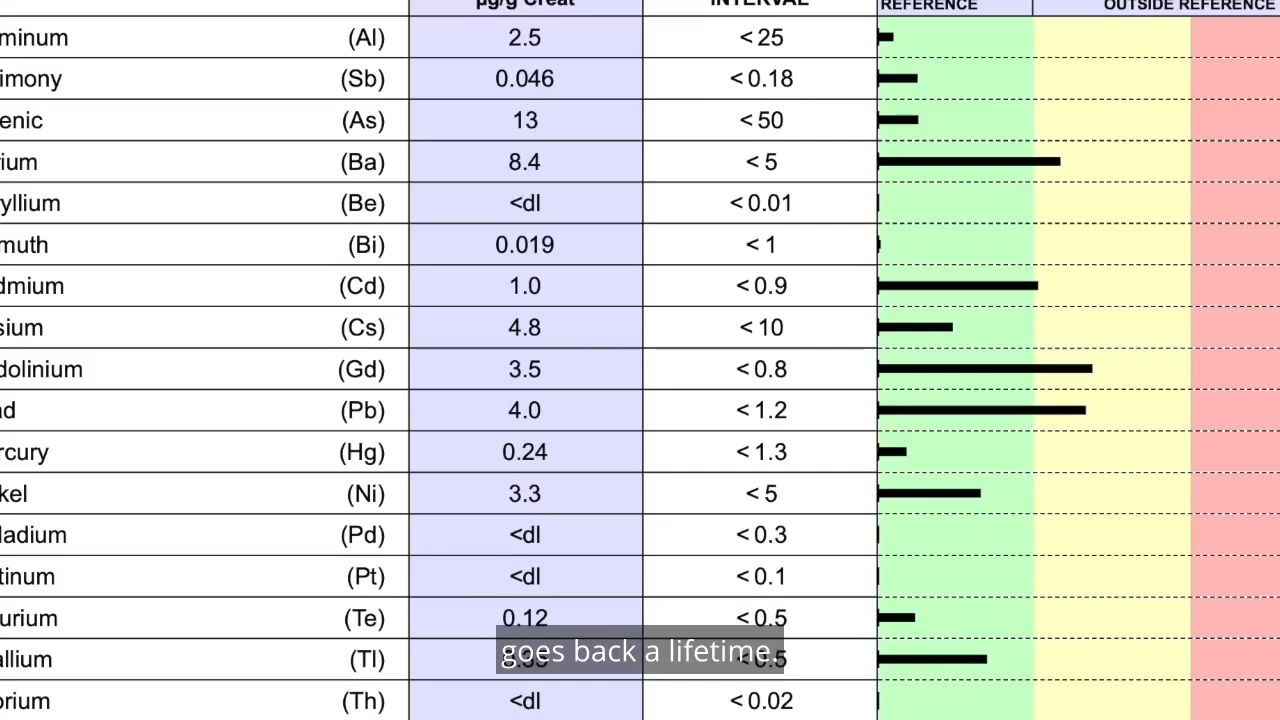 µg/g Creat INTERVAL REFERENCE OUTSIDE REFERENCE
minum (Al) 2.5 <25
imony (Sb) 0.046 <0.18
enic (As) 13 <50
ium (Ba) 8.4 <5
yllium (Be) <dl <0.01
muth (Bi) 0.019 <1
dmium (Cd) 1.0 <0.9
sium (Cs) 4.8 <10
dolinium (Gd) 3.5 <0.8
ad (Pb) 4.0 <1.2
rcury (Hg) 0.24 <1.3
kel (Ni) 3.3 <5
ladium (Pd) <dl <0.3
tinum (Pt) <dl <0.1
urium (Te) 0.12 <0.5
allium (Tl) <0.5
orium (Th) <dl <0.02
goes back a lifetime